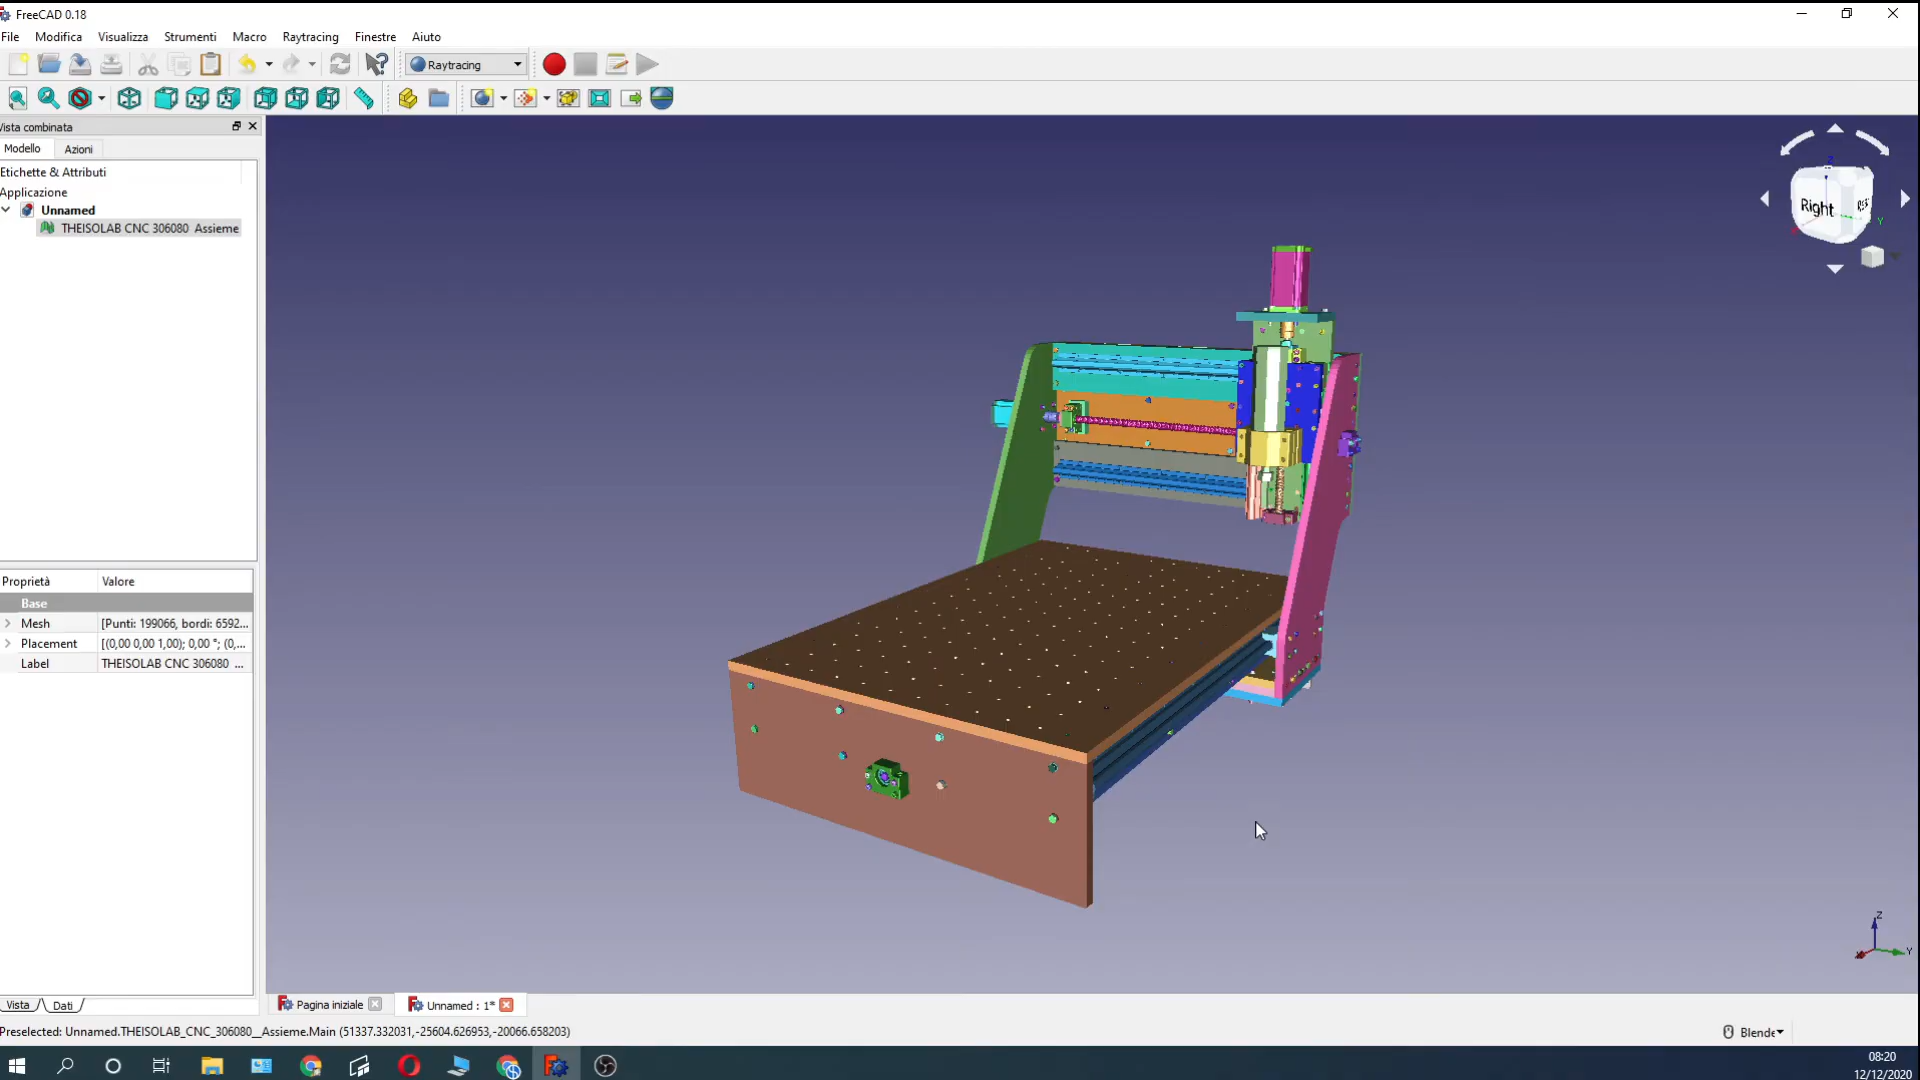 FreeCAD 0.18
File Modifica Visualizza Strumenti Macro Raytracing Finestre Aiuto
Raytracing
Vista combinata
Modello Azioni
Etichette & Attributi
Applicazione
Unnamed
THEISOLAB CNC 306080 Assieme
Right
Z
Y
Proprietà Valore
Base
Mesh [Punti: 199066, bordi: 6592...
Placement [(0,00 0,00 1,00); 0,00 °; (0,...
Label THEISOLAB CNC 306080 ...
Z
Y
X
Vista Dati
Pagina iniziale Unnamed : 1*
Preselected: Unnamed.THEISOLAB_CNC_306080__Assieme.Main (51337.332031,-25604.626953,-20066.658203)
Blender
08:20
12/12/2020